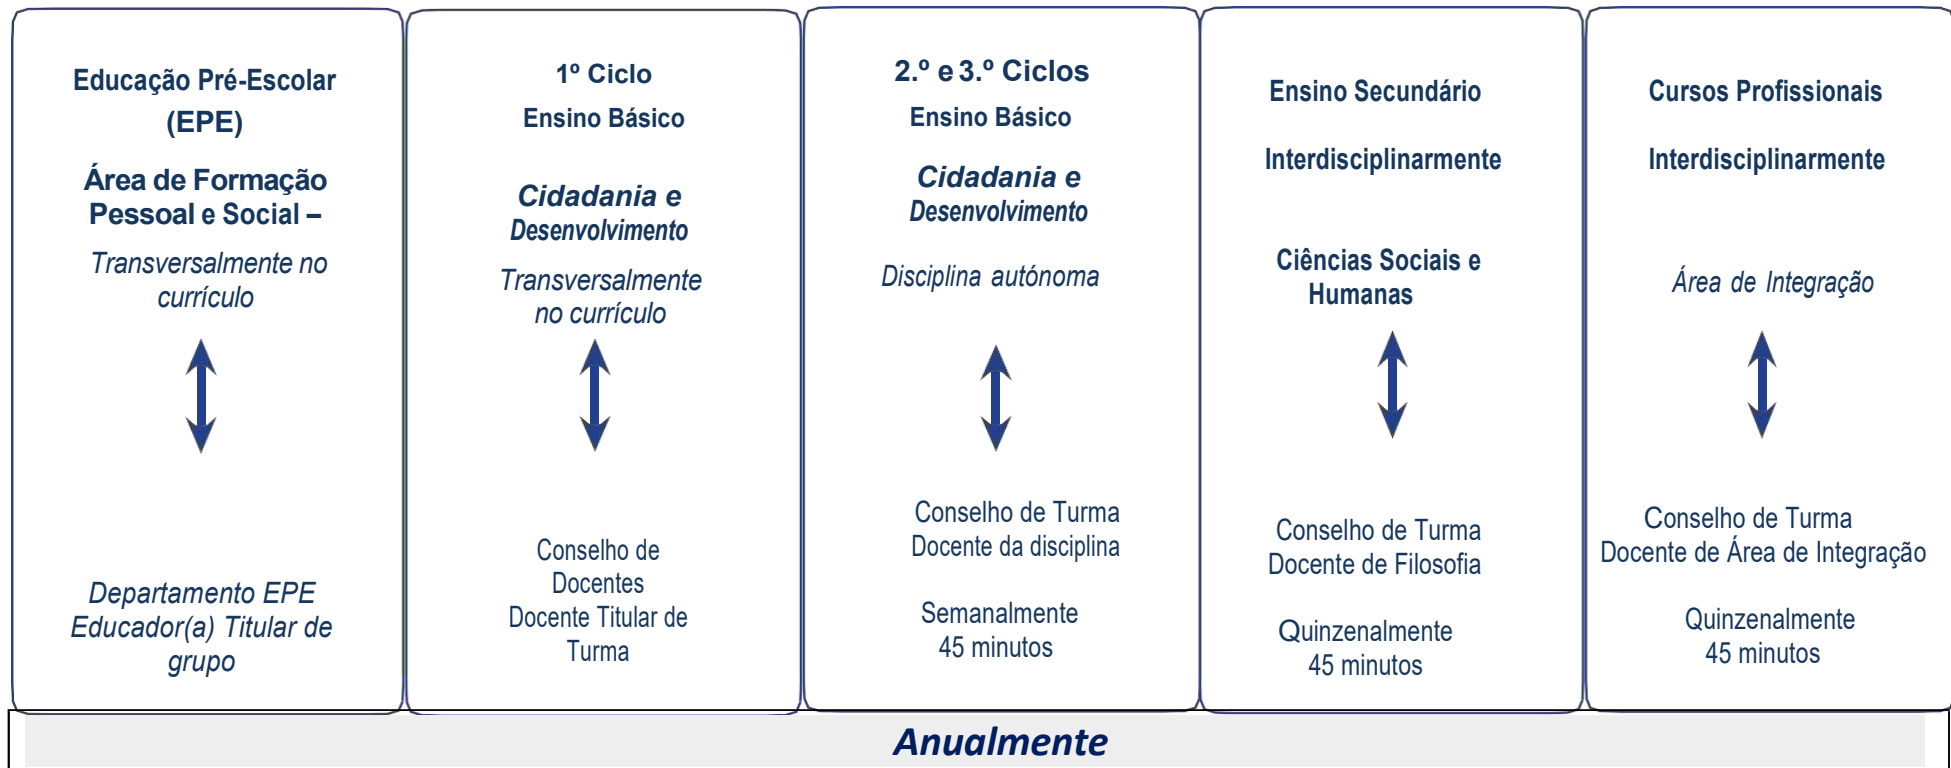 Educação Pré-Escolar
(EPE)
Área de Formação
Pessoal e Social –
Transversalmente no
currículo
Departamento EPE
Educador(a) Titular de
grupo
1º Ciclo
Ensino Básico
Cidadania e
Desenvolvimento
Transversalmente
no currículo
Conselho de
Docentes
Docente Titular de
Turma
2.º e 3.º Ciclos
Ensino Básico
Cidadania e
Desenvolvimento
Disciplina autónoma
Conselho de Turma
Docente da disciplina
Semanalmente
45 minutos
Ensino Secundário
Interdisciplinarmente
Ciências Sociais e
Humanas
Conselho de Turma
Docente de Filosofia
Quinzenalmente
45 minutos
Cursos Profissionais
Interdisciplinarmente
Área de Integração
Conselho de Turma
Docente de Área de Integração
Quinzenalmente
45 minutos
Anualmente